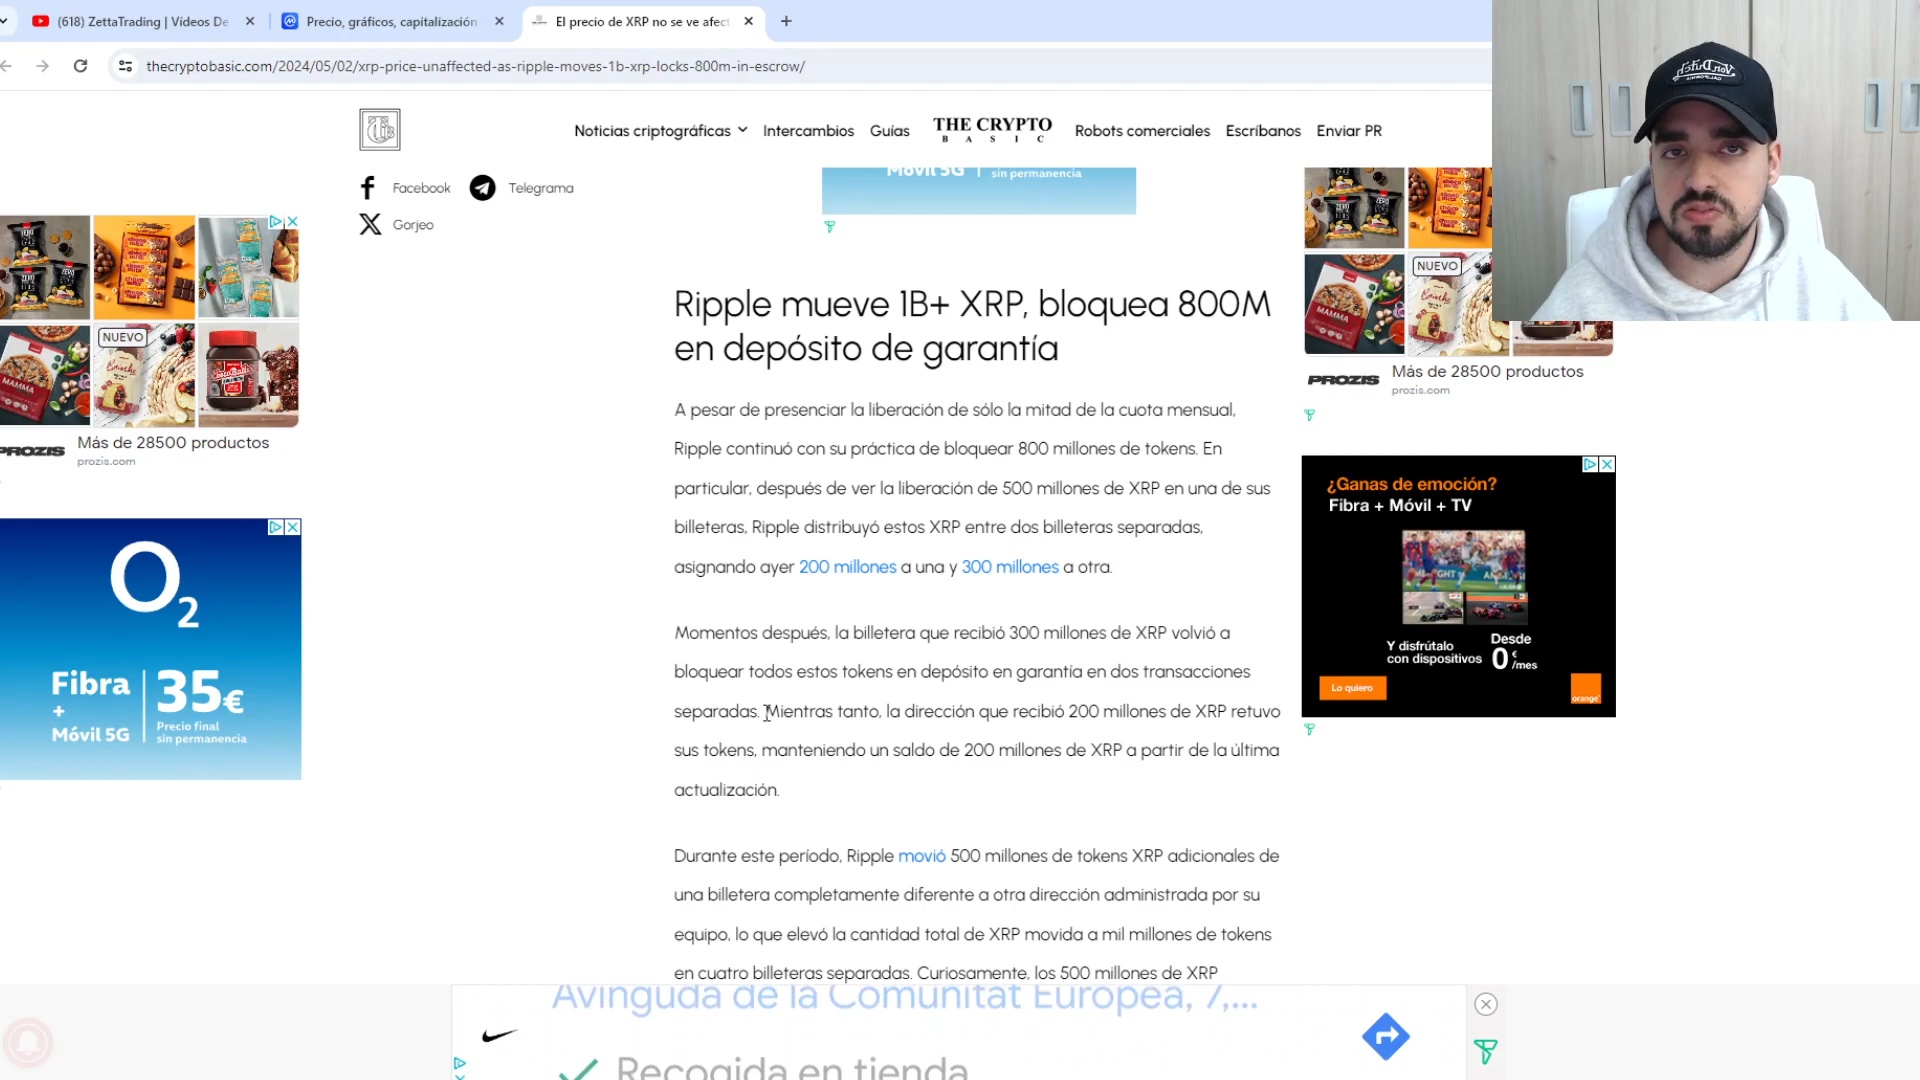 (618) ZettaTrading | Vídeos De
Precio, gráficos, capitalización
El precio de XRP no se ve afect
thecryptobasic.com/2024/05/02/xrp-price-unaffected-as-ripple-moves-1b-xrp-locks-800m-in-escrow/
Noticias criptográficas
Intercambios
Guías
THE CRYPTO
BASIC
Robots comerciales
Escríbanos
Enviar PR
Facebook
Telegrama
Gorjeo
Móvil 5G | sin permanencia
Ripple mueve 1B+ XRP, bloquea 800M
en depósito de garantía
A pesar de presenciar la liberación de sólo la mitad de la cuota mensual,
Ripple continuó con su práctica de bloquear 800 millones de tokens. En
particular, después de ver la liberación de 500 millones de XRP en una de sus
billeteras, Ripple distribuyó estos XRP entre dos billeteras separadas,
asignando ayer 200 millones a una y 300 millones a otra.
Momentos después, la billetera que recibió 300 millones de XRP volvió a
bloquear todos estos tokens en depósito en garantía en dos transacciones
separadas. Mientras tanto, la dirección que recibió 200 millones de XRP retuvo
sus tokens, manteniendo un saldo de 200 millones de XRP a partir de la última
actualización.
Durante este período, Ripple movió 500 millones de tokens XRP adicionales de
una billetera completamente diferente a otra dirección administrada por su
equipo, lo que elevó la cantidad total de XRP movida a mil millones de tokens
en cuatro billeteras separadas. Curiosamente, los 500 millones de XRP
NUEVO
MAMMA
PROZIS
Más de 28500 productos
prozis.com
O2
Fibra
+
Móvil 5G
35€
Precio final
sin permanencia
NUEVO
MAMMA
PROZIS
Más de 28500 productos
prozis.com
¿Ganas de emoción?
Fibra + Móvil + TV
Y disfrútalo
con dispositivos
Desde
0 €/mes
Lo quiero
orange
Avinguda de la Comunitat Europea, 7,...
Recogida en tienda